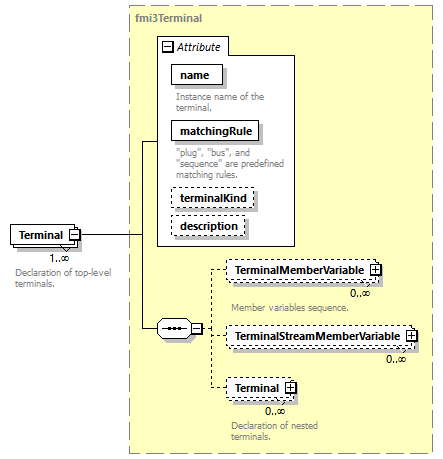 fmi3Terminal
Attribute
name
Instance name of the
terminal.
matchingRule
"plug", "bus", and
"sequence" are predefined
matching rules.
terminalKind
description
Terminal
1..∞
Declaration of top-level
terminals.
TerminalMemberVariable
0..∞
Member variables sequence.
TerminalStreamMemberVariable
0..∞
Terminal
0..∞
Declaration of nested
terminals.